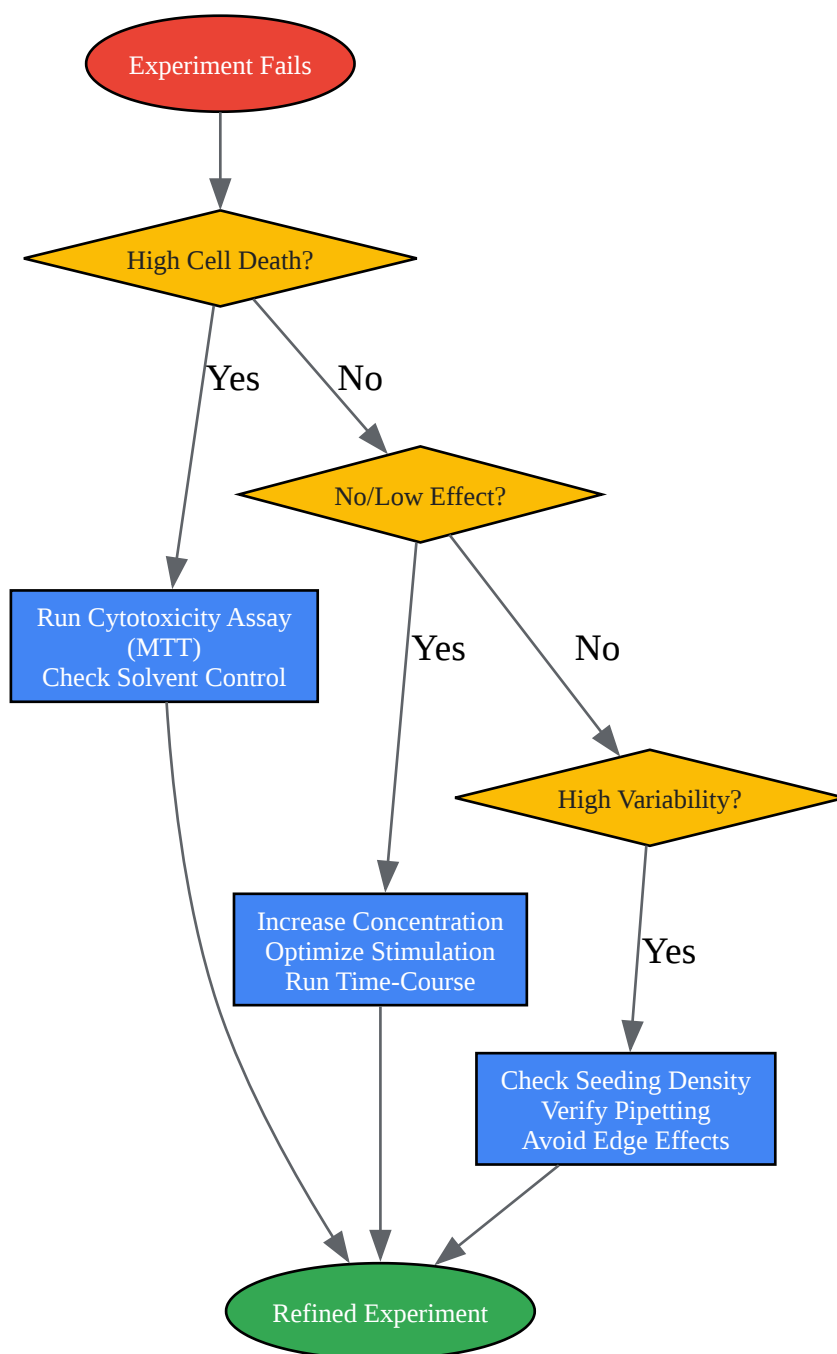 Experiment Fails
High Cell Death?
Yes
No
No/Low Effect?
Run Cytotoxicity Assay
(MTT)
Check Solvent Control
Yes
No
High Variability?
Increase Concentration
Optimize Stimulation
Run Time-Course
Yes
Check Seeding Density
Verify Pipetting
Avoid Edge Effects
Refined Experiment